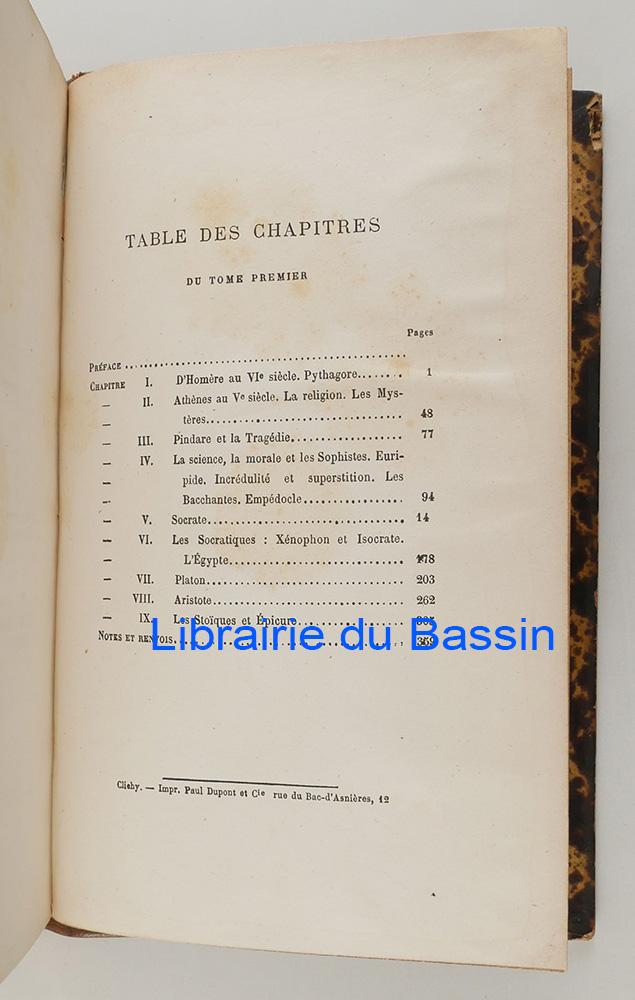 TABLE DES CHAPITRES
DU TOME PREMIER
Pages
PRÉFACE ........................................
CHAPITRE I. D'Homère au VIe siècle. Pythagore........ 1
— II. Athènes au Ve siècle. La religion. Les Mys-
— tères................................ 48
— III. Pindare et la Tragédie.................. 77
— IV. La science, la morale et les Sophistes. Euri-
— pide. Incrédulité et superstition. Les
— Bacchantes. Empédocle................. 94
— V. Socrate................................ 14
— VI. Les Socratiques : Xénophon et Isocrate.
— L'Égypte............................. 178
— VII. Platon................................ 203
— VIII. Aristote............................... 262
— IX. Les Stoïques et Épicure..................
NOTES ET RENVOIS.................................... 359
Librairie du Bassin
Clichy. — Impr. Paul Dupont et Cie rue du Bac-d'Asnières, 12